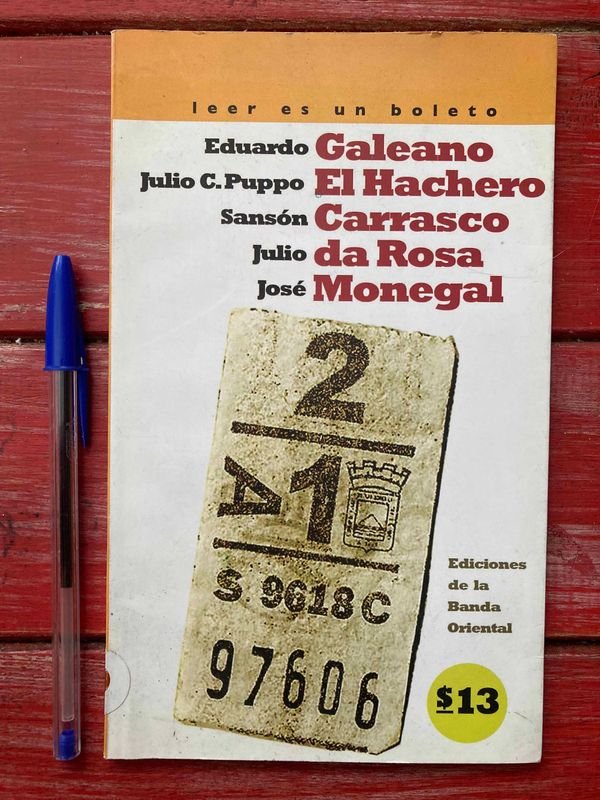 leer es un boleto
Eduardo Galeano
Julio C. Puppo El Hachero
Sansón Carrasco
Julio da Rosa
José Monegal
2
A 1
S. 9618 C
97606
Ediciones
de la
Banda
Oriental
$13